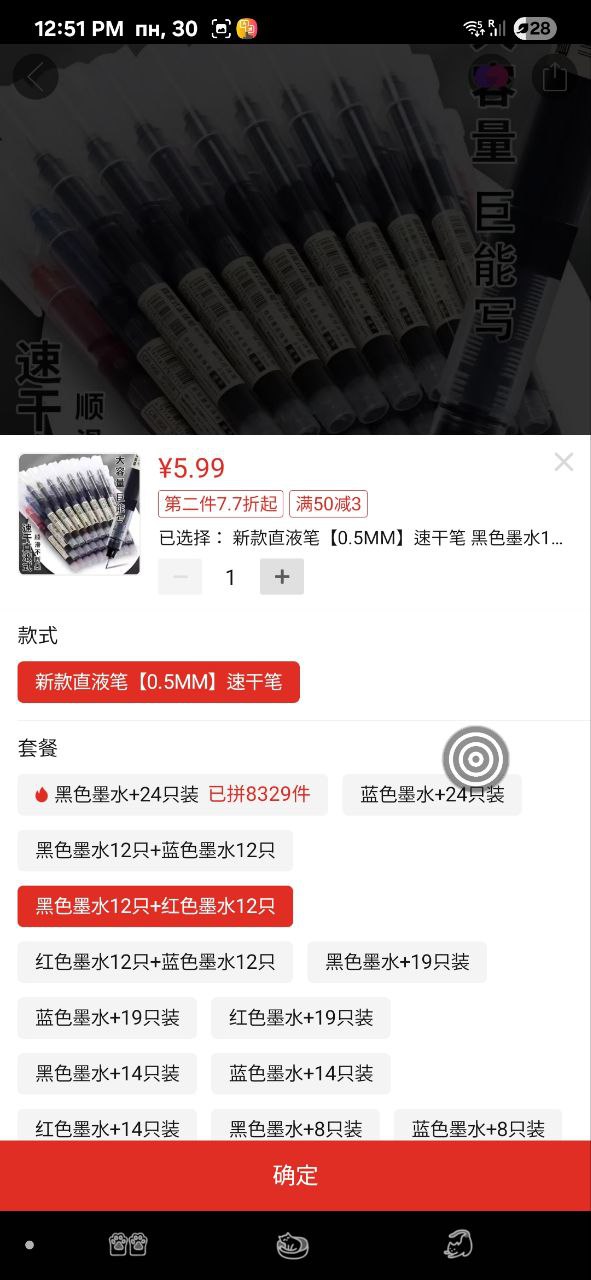 12:51 PM пн, 30
28
大容量 巨能写
速干
顺滑
¥5.99
第二件7.7折起 满50减3
已选择： 新款直液笔【0.5MM】速干笔 黑色墨水1...
1
款式
新款直液笔【0.5MM】速干笔
套餐
黑色墨水+24只装 已拼8329件 蓝色墨水+24只装
黑色墨水12只+蓝色墨水12只
黑色墨水12只+红色墨水12只
红色墨水12只+蓝色墨水12只 黑色墨水+19只装
蓝色墨水+19只装 红色墨水+19只装
黑色墨水+14只装 蓝色墨水+14只装
红色墨水+14只装 黑色墨水+8只装 蓝色墨水+8只装
确定